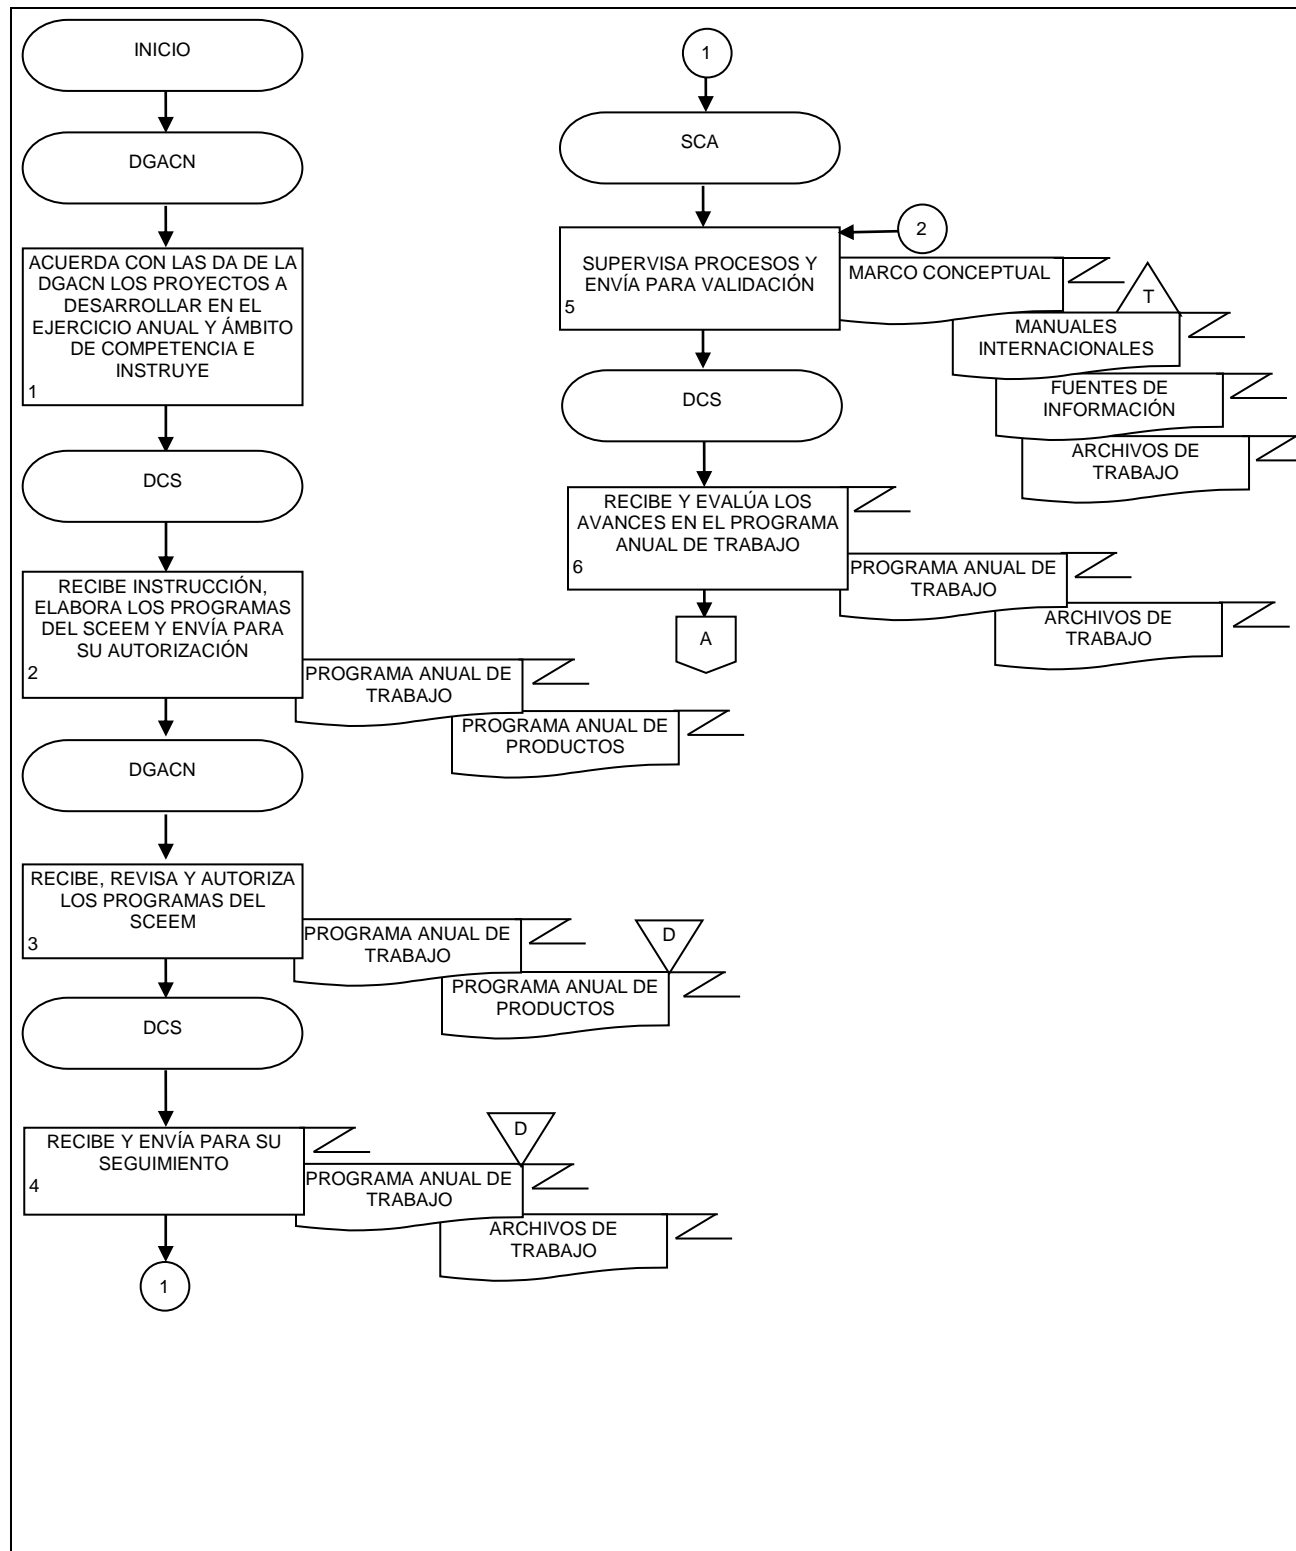 INICIO
DGACN
ACUERDA CON LAS DA DE LA
DGACN LOS PROYECTOS A
DESARROLLAR EN EL
EJERCICIO ANUAL Y ÁMBITO
DE COMPETENCIA E
INSTRUYE
1
DCS
RECIBE INSTRUCCIÓN,
ELABORA LOS PROGRAMAS
DEL SCEEM Y ENVÍA PARA
SU AUTORIZACIÓN
2
PROGRAMA ANUAL DE
TRABAJO
PROGRAMA ANUAL DE
PRODUCTOS
DGACN
RECIBE, REVISA Y AUTORIZA
LOS PROGRAMAS DEL
SCEEM
3
PROGRAMA ANUAL DE
TRABAJO
D
PROGRAMA ANUAL DE
PRODUCTOS
DCS
RECIBE Y ENVÍA PARA SU
SEGUIMIENTO
4
D
PROGRAMA ANUAL DE
TRABAJO
ARCHIVOS DE
TRABAJO
1
1
SCA
2
SUPERVISA PROCESOS Y
ENVÍA PARA VALIDACIÓN
5
MARCO CONCEPTUAL
T
MANUALES
INTERNACIONALES
FUENTES DE
INFORMACIÓN
ARCHIVOS DE
TRABAJO
DCS
RECIBE Y EVALÚA LOS
AVANCES EN EL PROGRAMA
ANUAL DE TRABAJO
6
PROGRAMA ANUAL DE
TRABAJO
ARCHIVOS DE
TRABAJO
A